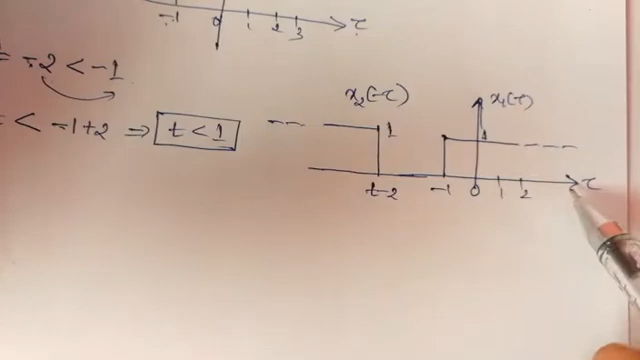 -1 0 1 2 3 τ
t-2 < -1
t < -1+2 ⇒ t < 1
x₂(-τ) x₁(τ)
1 1
t-2 -1 0 1 2 τ